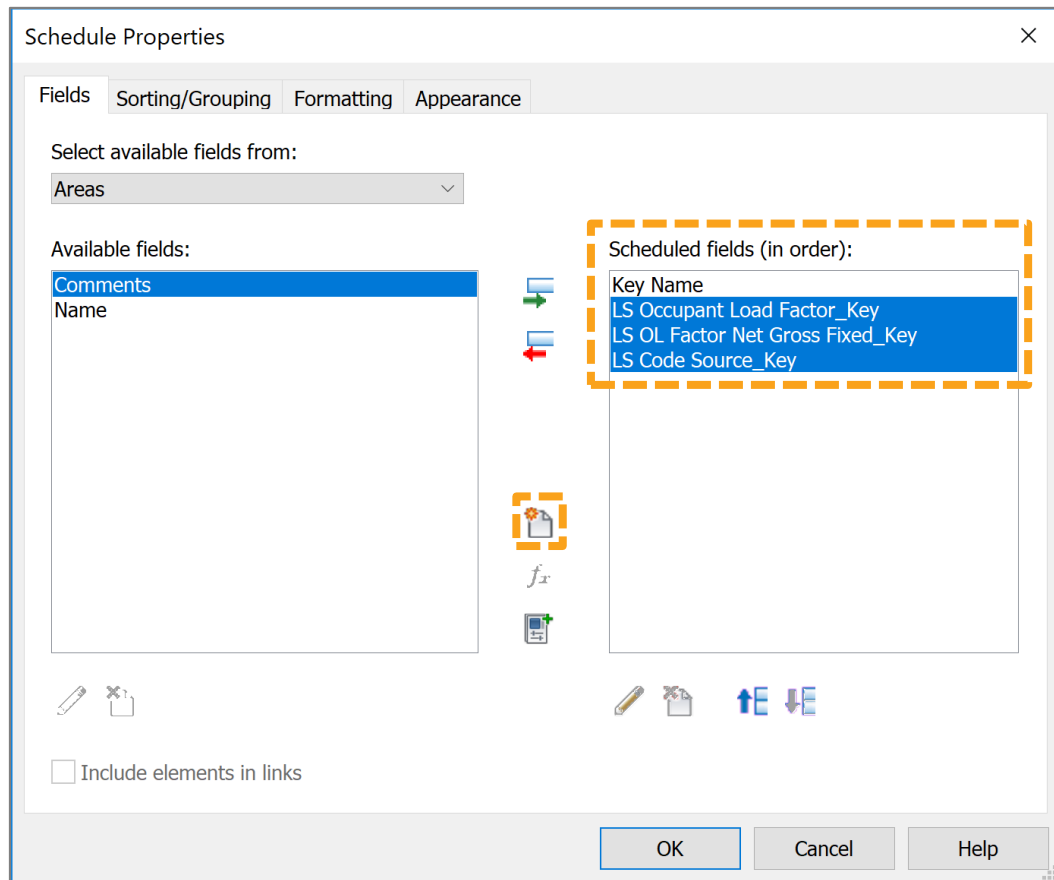 Schedule Properties
Fields
Sorting/Grouping
Formatting
Appearance
Select available fields from:
Areas
Available fields:
Comments
Name
Scheduled fields (in order):
Key Name
LS Occupant Load Factor_Key
LS OL Factor Net Gross Fixed_Key
LS Code Source_Key
fx
Include elements in links
OK
Cancel
Help